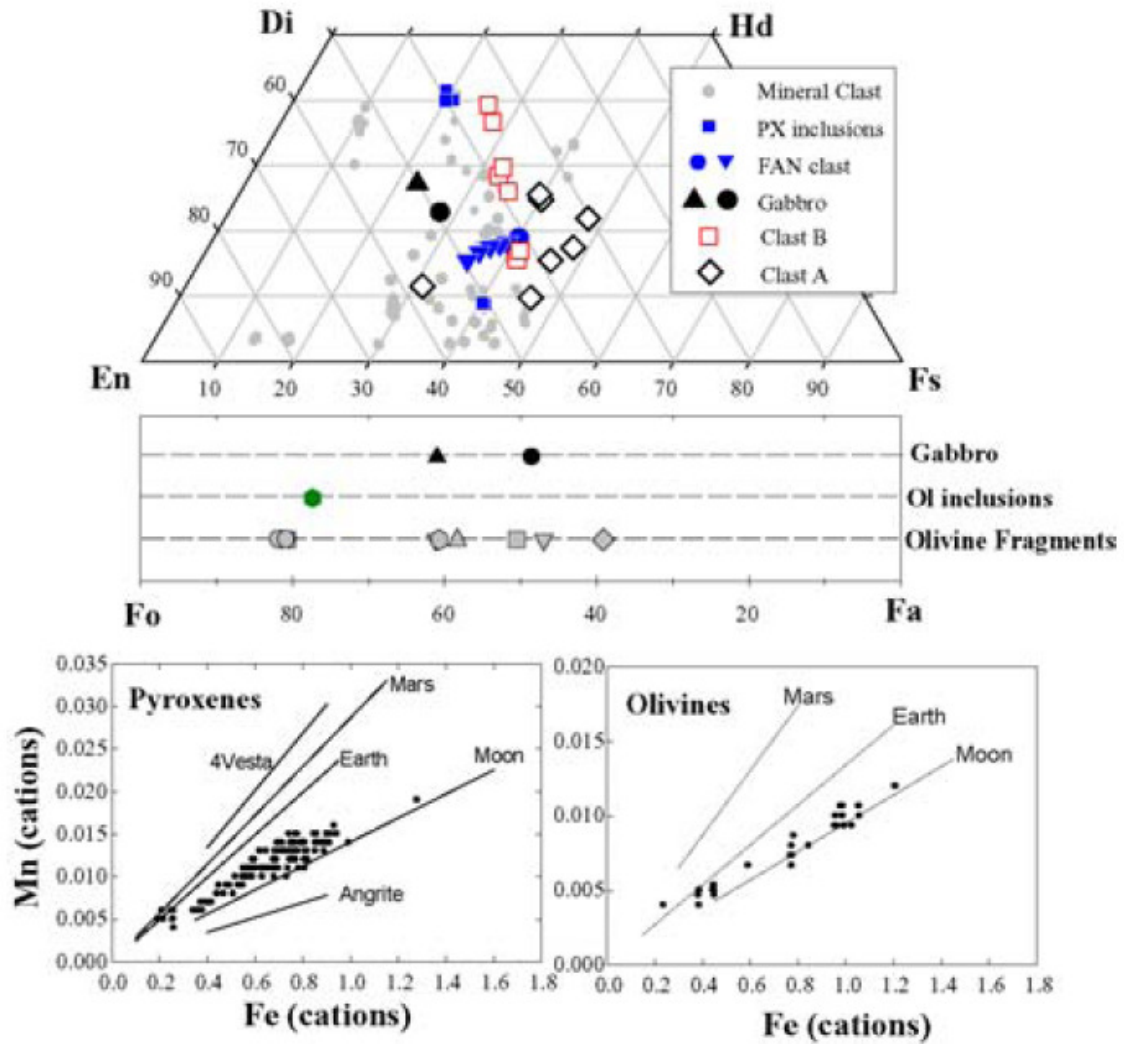 Di
Hd
60
70
80
90
Mineral Clast
PX inclusions
FAN clast
Gabbro
Clast B
Clast A
En
10
20
30
40
50
60
70
80
90
Fs
Gabbro
Ol inclusions
Olivine Fragments
Fo
80
60
40
20
Fa
0.035
0.030
0.025
0.020
0.015
0.010
0.005
0.000
Mn (cations)
Pyroxenes
Mars
4Vesta
Earth
Moon
Angrite
0.0 0.2 0.4 0.6 0.8 1.0 1.2 1.4 1.6 1.8
Fe (cations)
0.020
0.015
0.010
0.005
0.000
Olivines
Mars
Earth
Moon
0.0 0.2 0.4 0.6 0.8 1.0 1.2 1.4 1.6 1.8
Fe (cations)